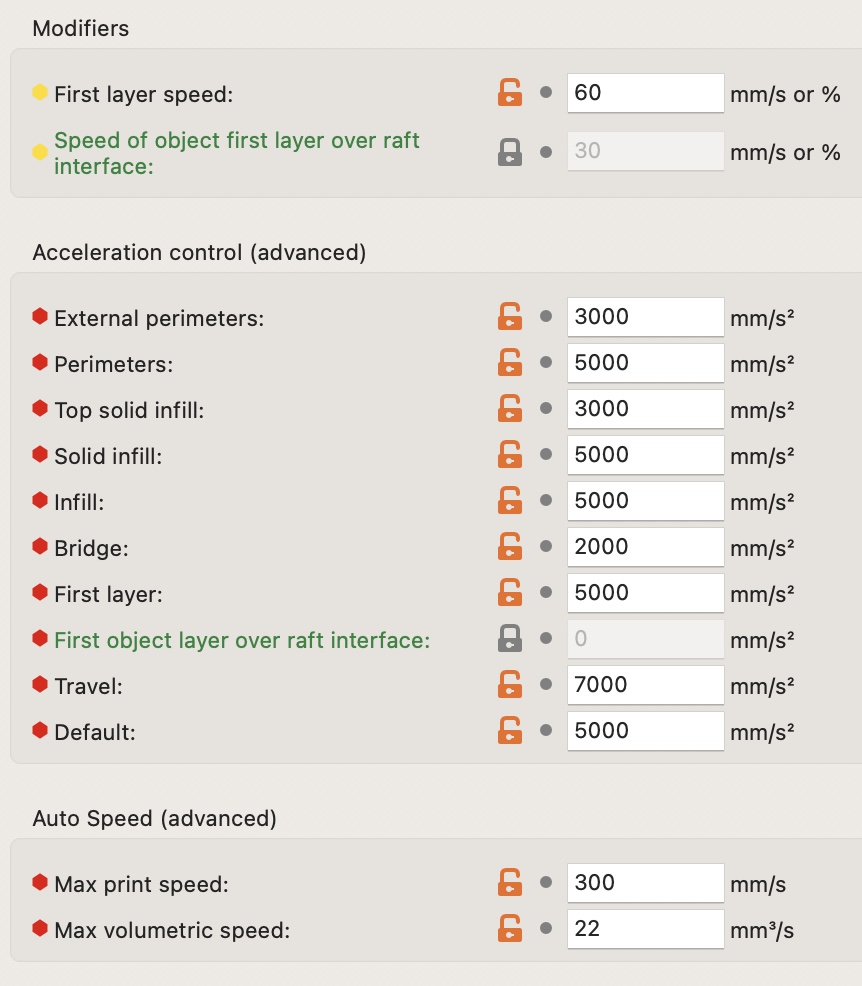 Modifiers
First layer speed: 60 mm/s or %
Speed of object first layer over raft
interface: 30 mm/s or %
Acceleration control (advanced)
External perimeters: 3000 mm/s²
Perimeters: 5000 mm/s²
Top solid infill: 3000 mm/s²
Solid infill: 5000 mm/s²
Infill: 5000 mm/s²
Bridge: 2000 mm/s²
First layer: 5000 mm/s²
First object layer over raft interface: 0 mm/s²
Travel: 7000 mm/s²
Default: 5000 mm/s²
Auto Speed (advanced)
Max print speed: 300 mm/s
Max volumetric speed: 22 mm³/s